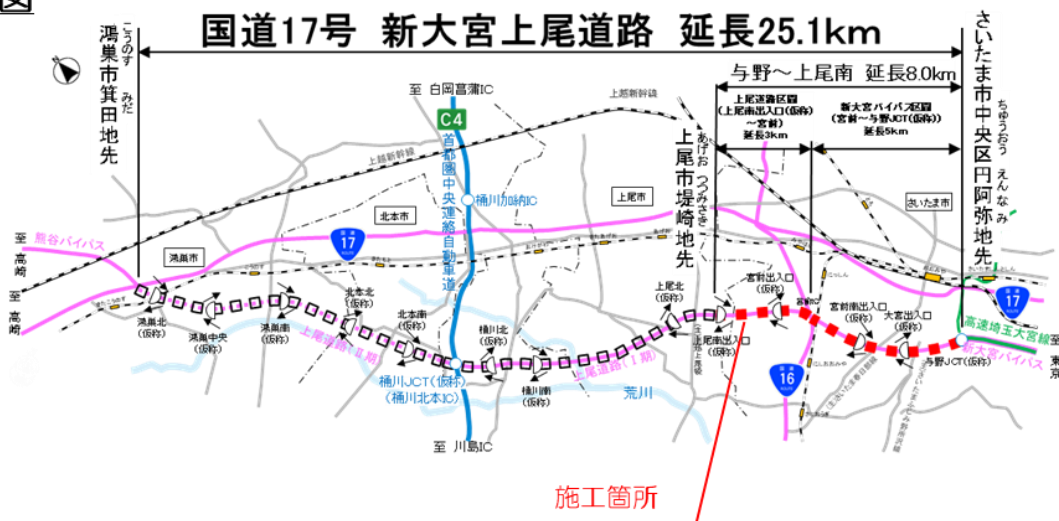 図
国道17号 新大宮上尾道路 延長25.1km
こうのす みだ
鴻巣市箕田地先
さいたま市中央区円阿弥地先
ちゅうおう えんなみ
与野～上尾南 延長8.0km
上尾道路区間
(上尾南出入口(仮称)
～宮前)
延長3km
新大宮バイパス区間
(宮前～与野JCT(仮称))
延長5km
あげお つつみさき
上尾市堤崎地先
至 白岡菖蒲IC
C4
首都圏中央連絡自動車道
上越新幹線
上越新幹線
桶川加納IC
上尾市
北本市
鴻巣市
さいたま市
国道
17
ROUTE
至 高崎
熊谷バイパス
至 高崎
鴻巣北
(仮称)
鴻巣中央
(仮称)
鴻巣南
(仮称)
北本北
(仮称)
北本南
(仮称)
桶川北
(仮称)
桶川南
(仮称)
上尾北
(仮称)
上尾南出入口
(仮称)
宮前出入口
(仮称)
宮前IC
宮前南出入口
(仮称)
大宮出入口
(仮称)
与野JCT(仮称)
上尾道路(Ⅱ期)
上尾道路(Ⅰ期)
桶川JCT(仮称)
(桶川北本IC)
荒川
至 川島IC
国道
16
ROUTE
国道
17
ROUTE
高速埼玉大宮線
新大宮バイパス
至 東京
施工箇所